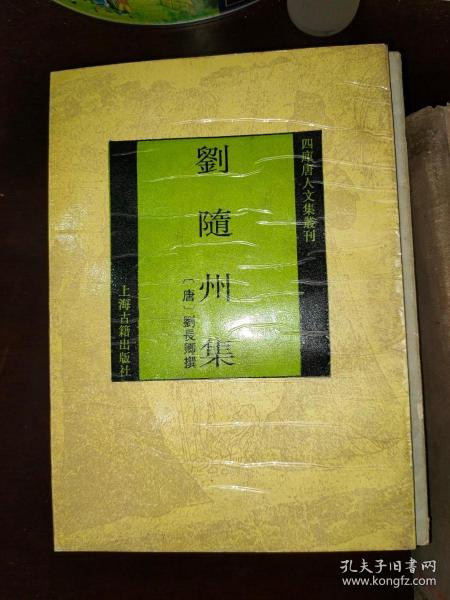 四庫唐人文集叢刊
劉隨州集
〔唐〕劉長卿撰
上海古籍出版社
孔夫子旧书网
www.kongfz.com